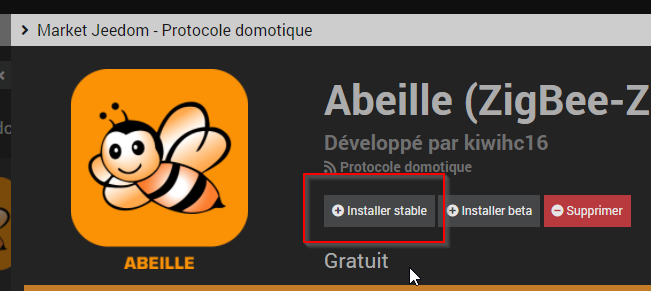 Market Jeedom - Protocole domotique
Abeille (ZigBee-Z
Développé par kiwihc16
Protocole domotique
Installer stable
Installer beta
Supprimer
Gratuit
ABEILLE